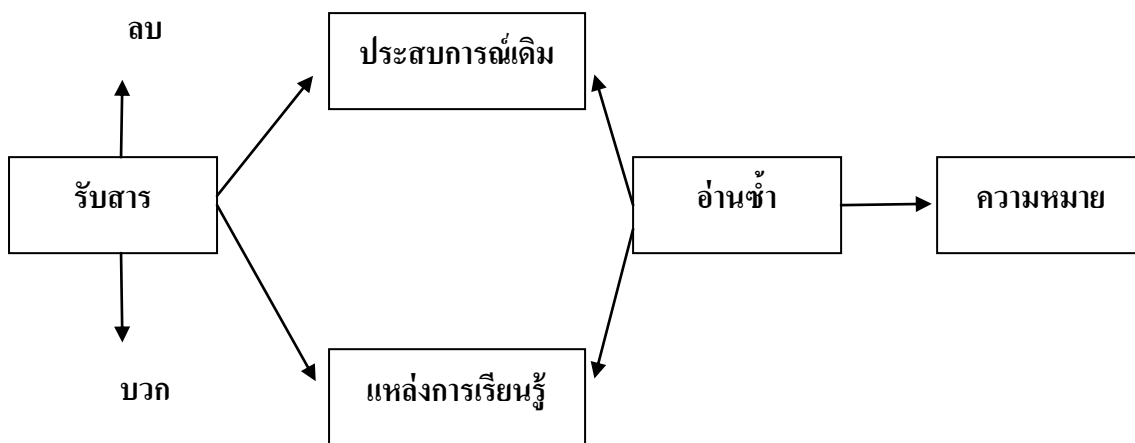 ลบ
ประสบการณ์เดิม
รับสาร
อ่านซ้ำ
ความหมาย
บวก
แหล่งการเรียนรู้